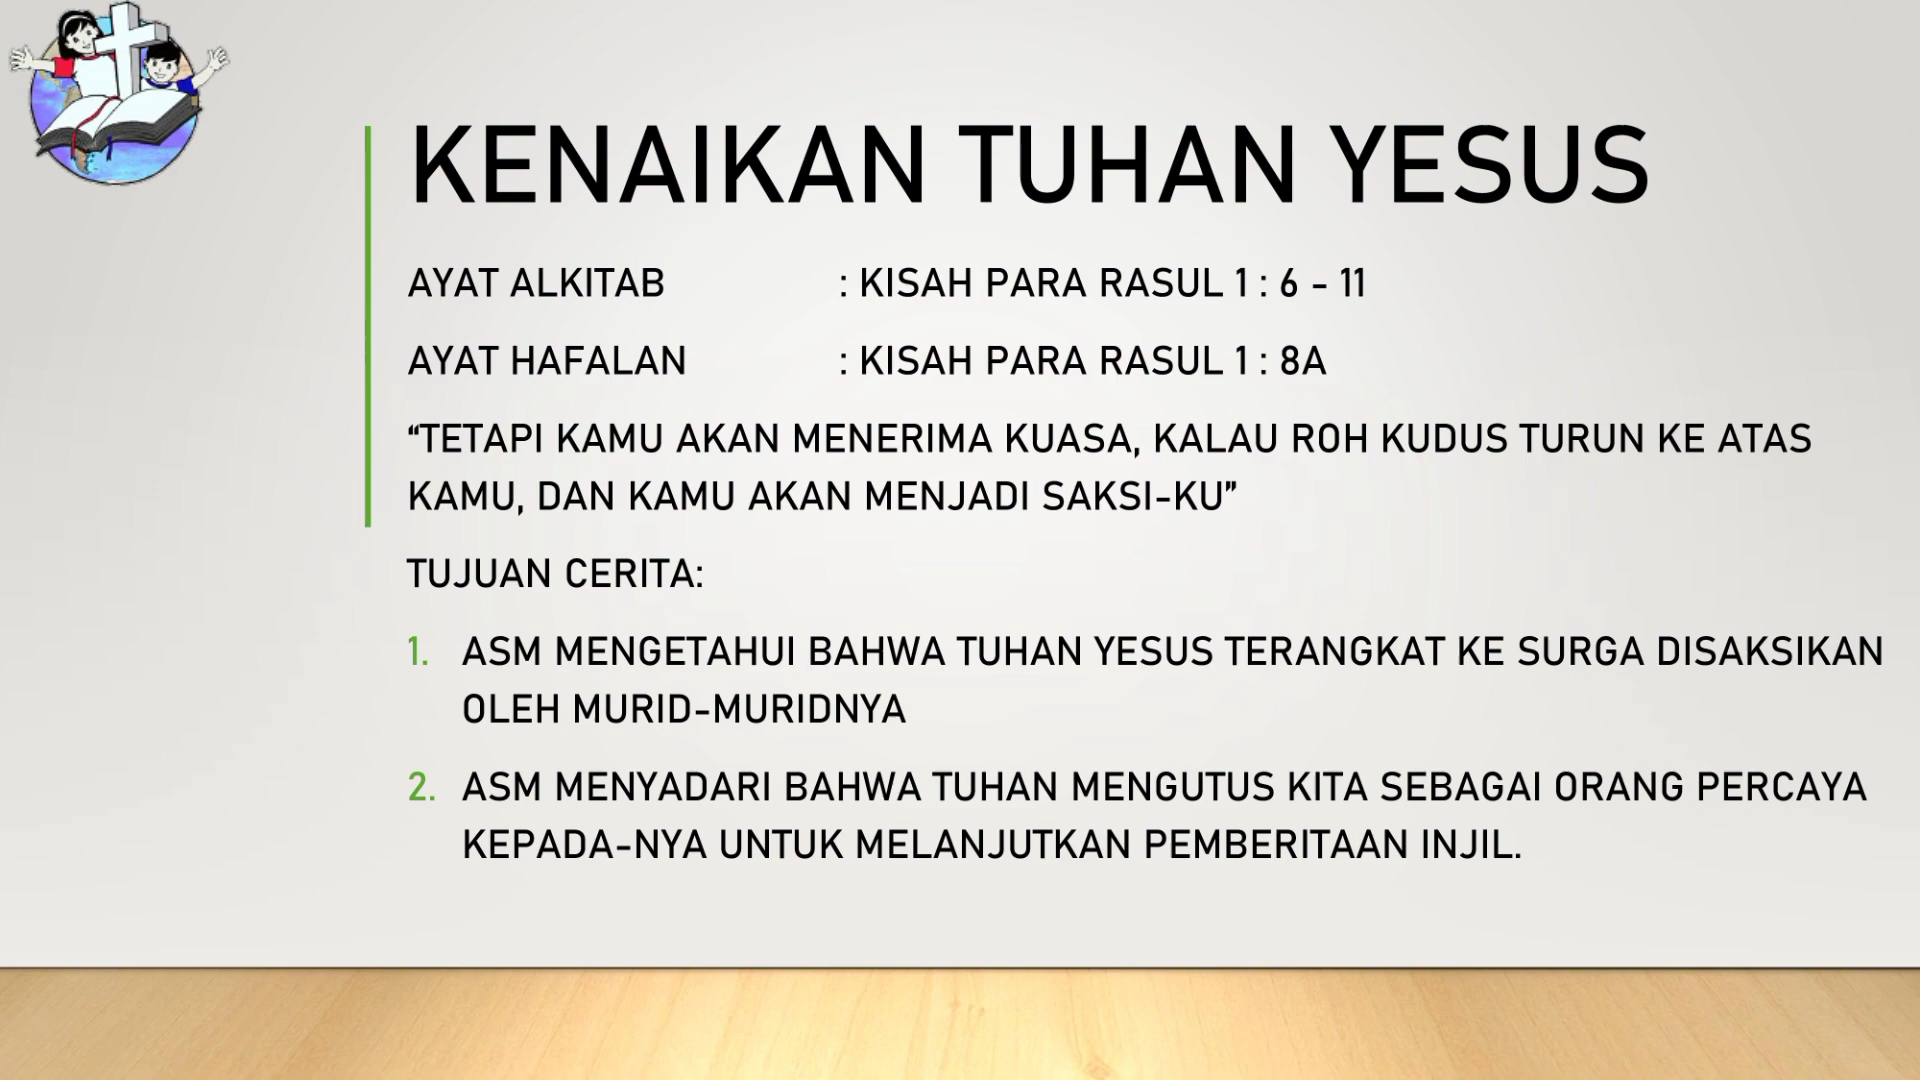 KENAIKAN TUHAN YESUS
AYAT ALKITAB : KISAH PARA RASUL 1 : 6 - 11
AYAT HAFALAN : KISAH PARA RASUL 1 : 8A
“TETAPI KAMU AKAN MENERIMA KUASA, KALAU ROH KUDUS TURUN KE ATAS
KAMU, DAN KAMU AKAN MENJADI SAKSI-KU”
TUJUAN CERITA:
1. ASM MENGETAHUI BAHWA TUHAN YESUS TERANGKAT KE SURGA DISAKSIKAN
OLEH MURID-MURIDNYA
2. ASM MENYADARI BAHWA TUHAN MENGUTUS KITA SEBAGAI ORANG PERCAYA
KEPADA-NYA UNTUK MELANJUTKAN PEMBERITAAN INJIL.